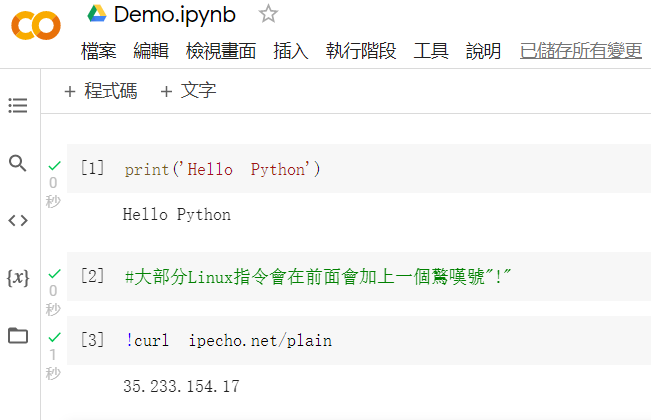 Demo.ipynb
檔案 編輯 檢視畫面 插入 執行階段 工具 說明 已儲存所有變更
+ 程式碼 + 文字
[1] print('Hello  Python')
0
秒
Hello Python
[2] #大部分Linux指令會在前面會加上一個驚嘆號"!"
0
秒
[3] !curl  ipecho.net/plain
1
秒
35.233.154.17
{x}